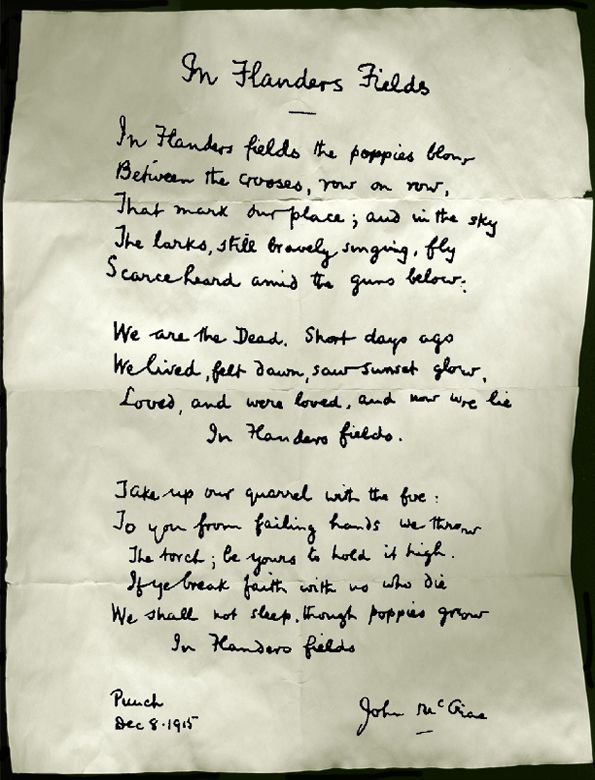 In Flanders Fields
In Flanders fields the poppies blow
Between the crosses, row on row,
That mark our place; and in the sky
The larks, still bravely singing, fly
Scarce heard amid the guns below.
We are the Dead. Short days ago
We lived, felt dawn, saw sunset glow,
Loved, and were loved, and now we lie
In Flanders fields.
Take up our quarrel with the foe:
To you from failing hands we throw
The torch; be yours to hold it high.
If ye break faith with us who die
We shall not sleep, though poppies grow
In Flanders fields
Punch
Dec 8·1915
John McCrae